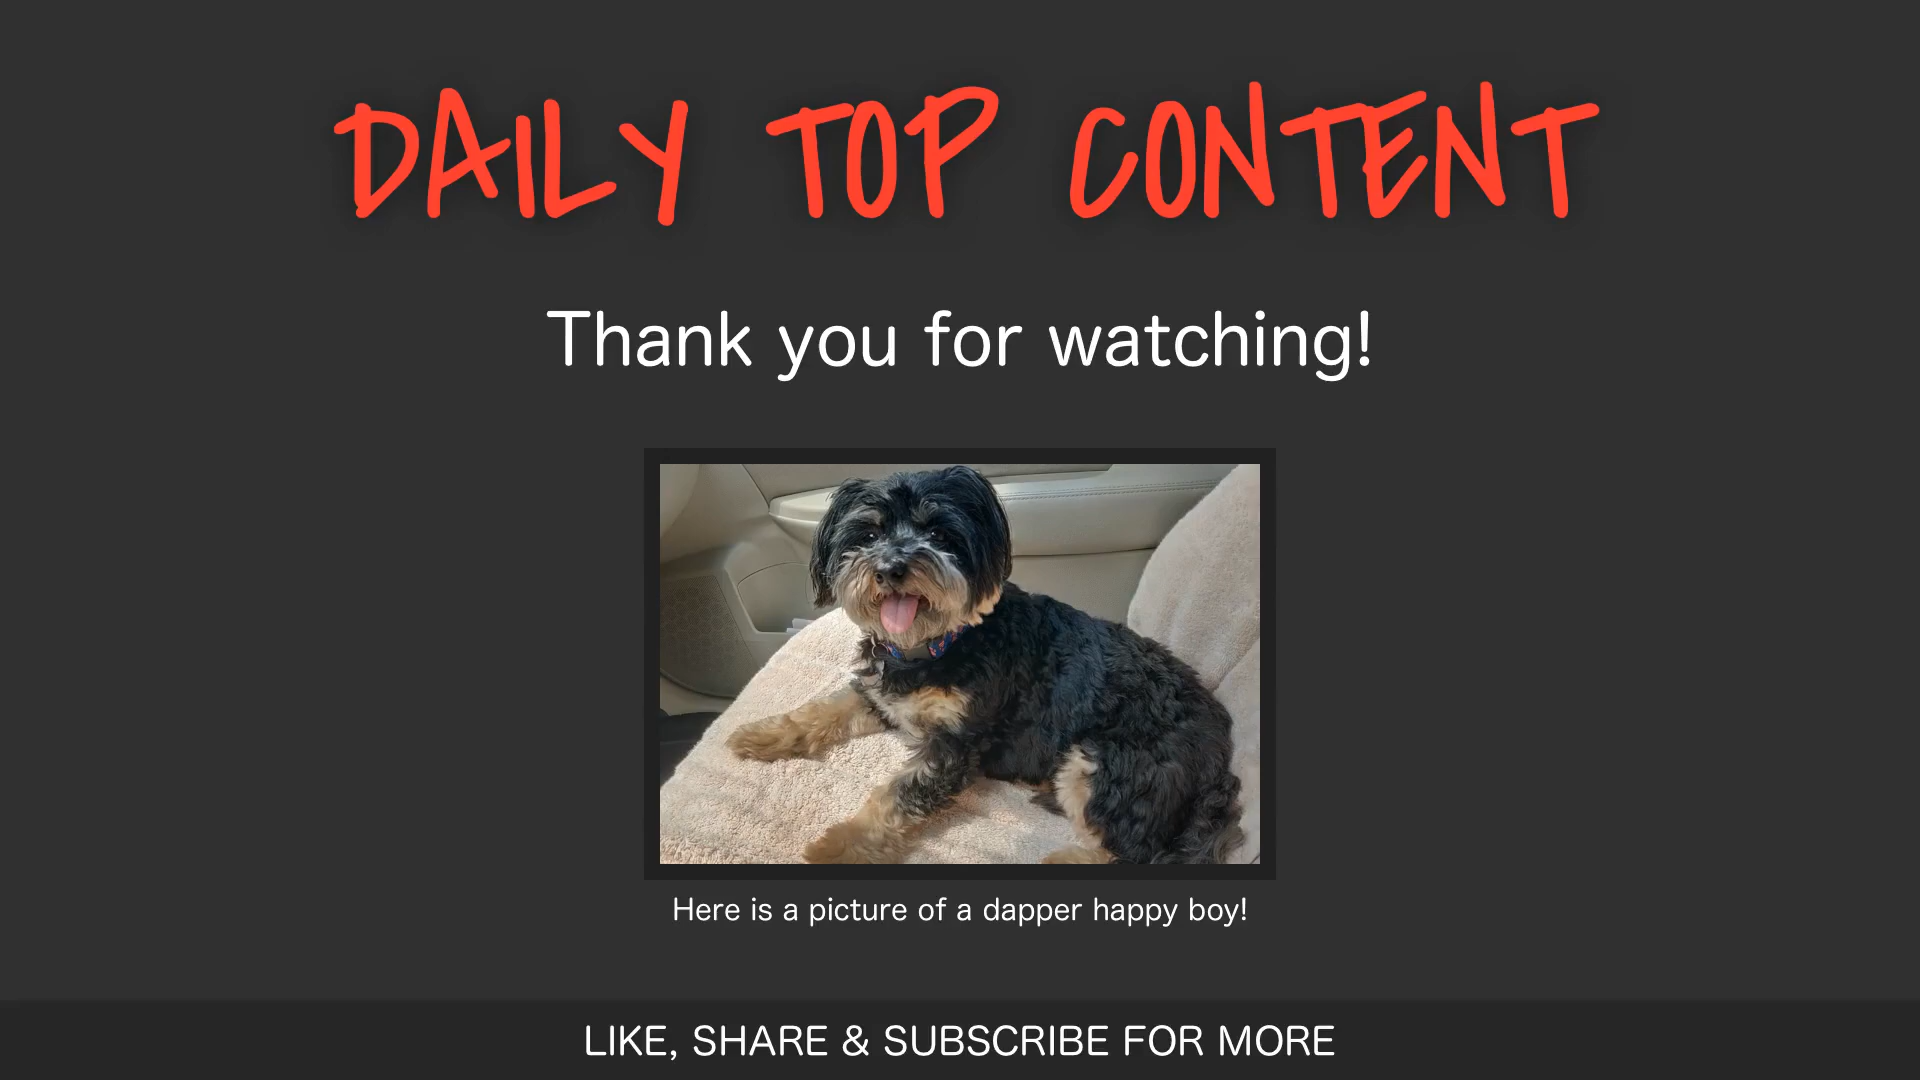 DAILY TOP CONTENT
Thank you for watching!
Here is a picture of a dapper happy boy!
LIKE, SHARE & SUBSCRIBE FOR MORE